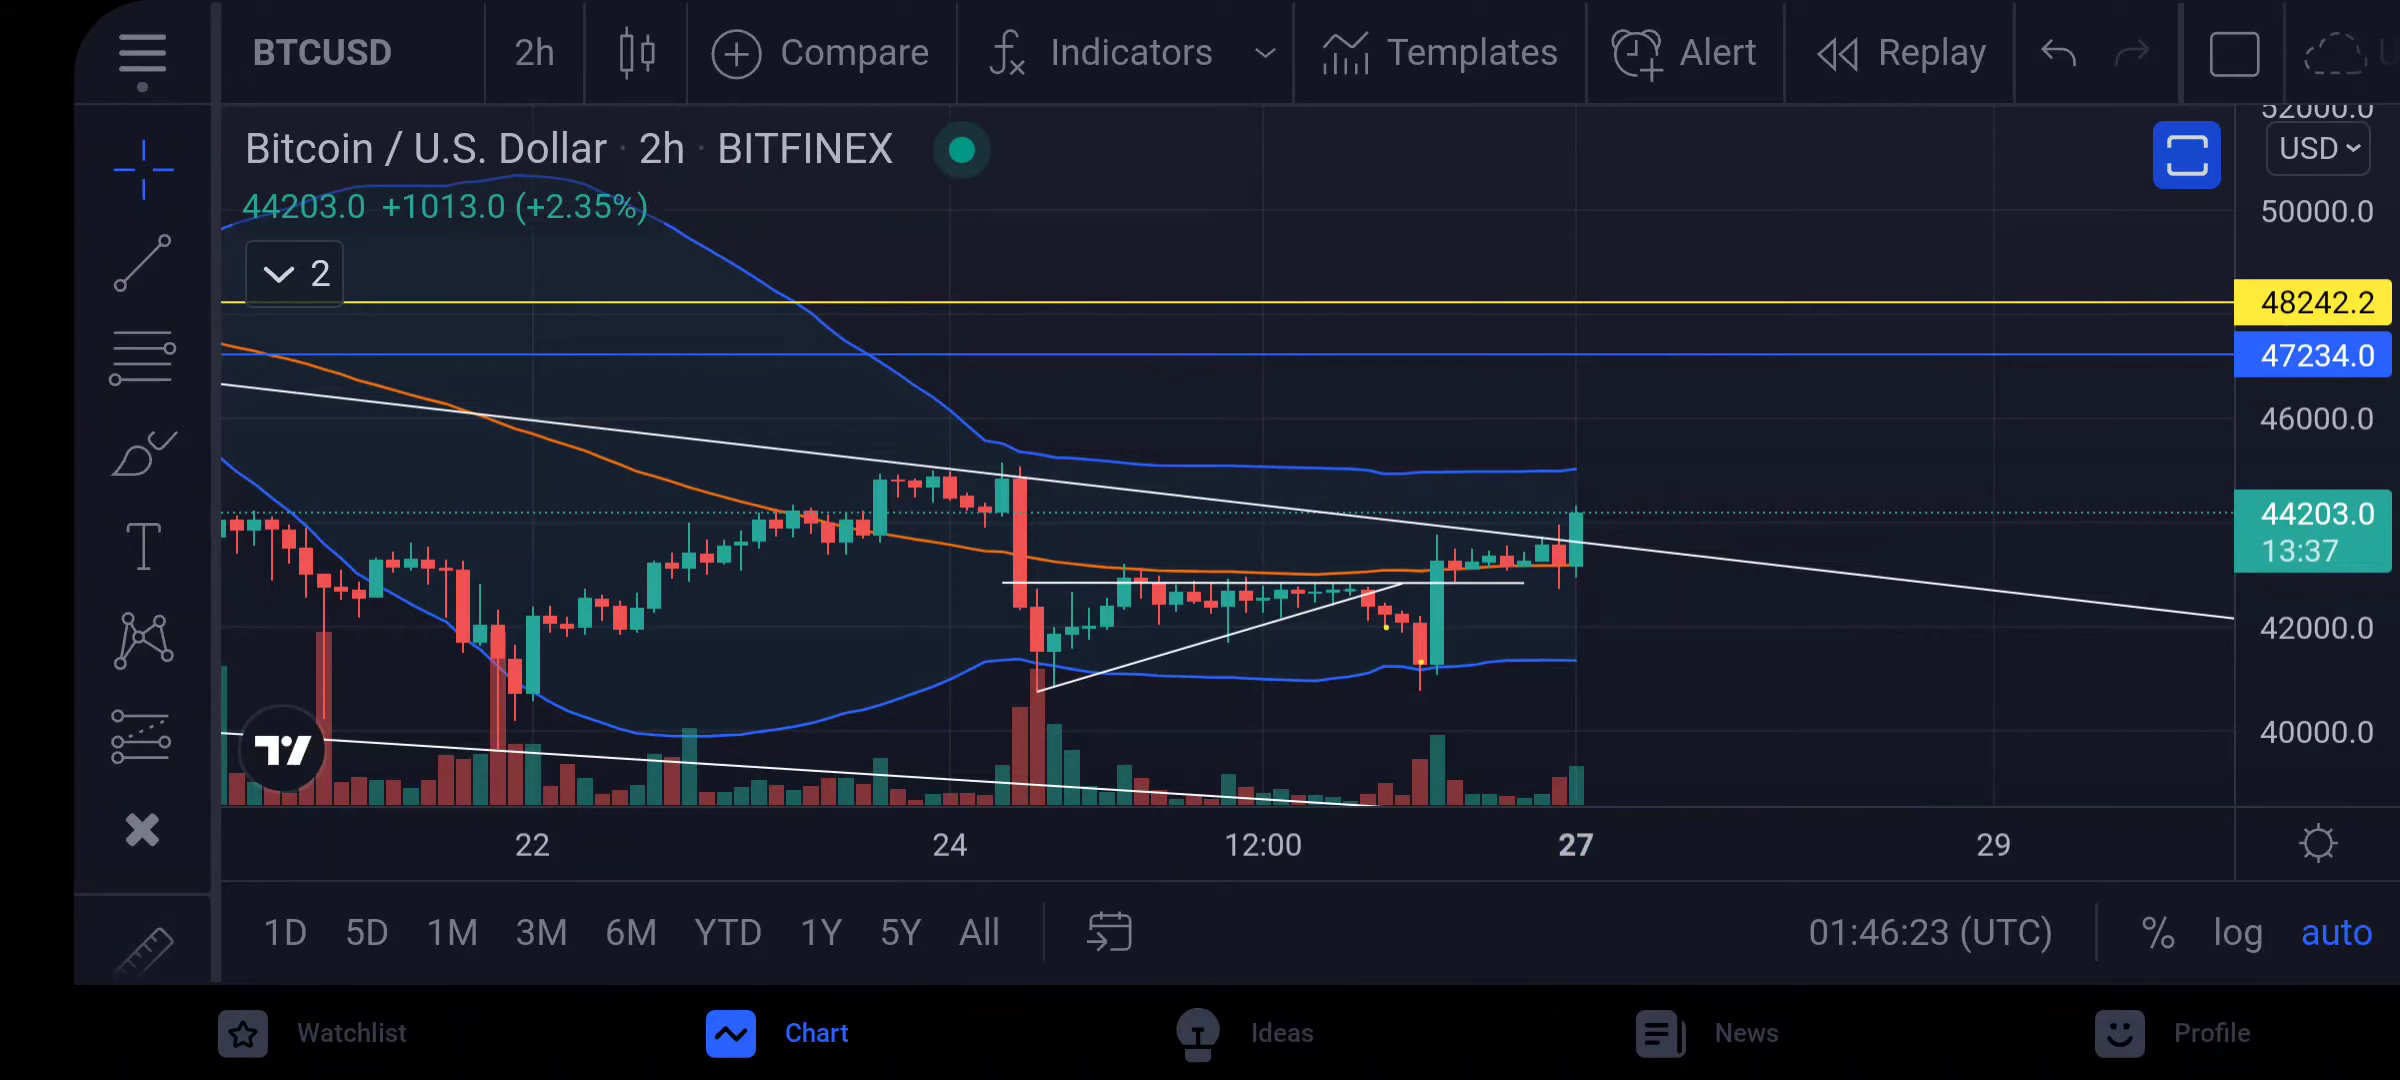 BTCUSD 2h Compare Indicators Templates Alert Replay
Bitcoin / U.S. Dollar · 2h · BITFINEX
44203.0 +1013.0 (+2.35%)
2
52000.0
USD
50000.0
48242.2
47234.0
46000.0
44203.0
13:37
42000.0
40000.0
22 24 12:00 27 29
1D 5D 1M 3M 6M YTD 1Y 5Y All 01:46:23 (UTC) % log auto
Watchlist Chart Ideas News Profile